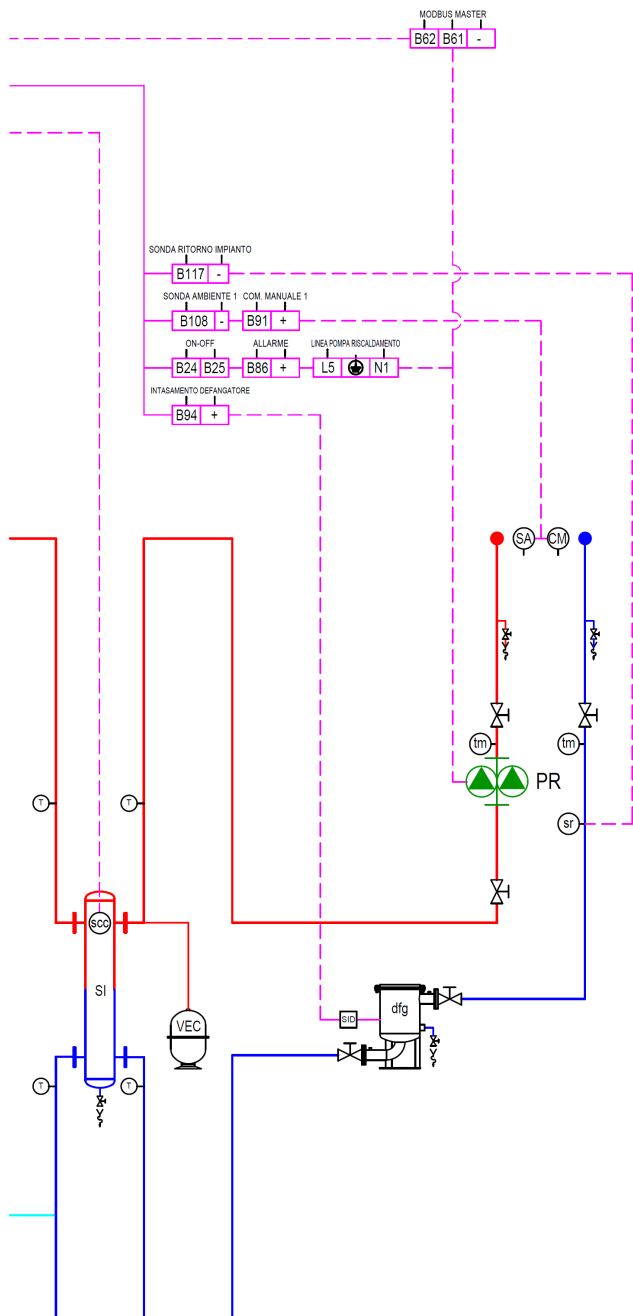 MODBUS MASTER
B62 B61 -
SONDA RITORNO IMPIANTO
B117 -
SONDA AMBIENTE 1 COM. MANUALE 1
B108 - B91 +
ON-OFF ALLARME LINEA POMPA RISCALDAMENTO
B24 B25 B86 + L5 N1
INTASAMENTO DEFANGATORE
B94 +
SA CM
tm tm
PR
T T sr
scc
SI
dfg
VEC SID
T T